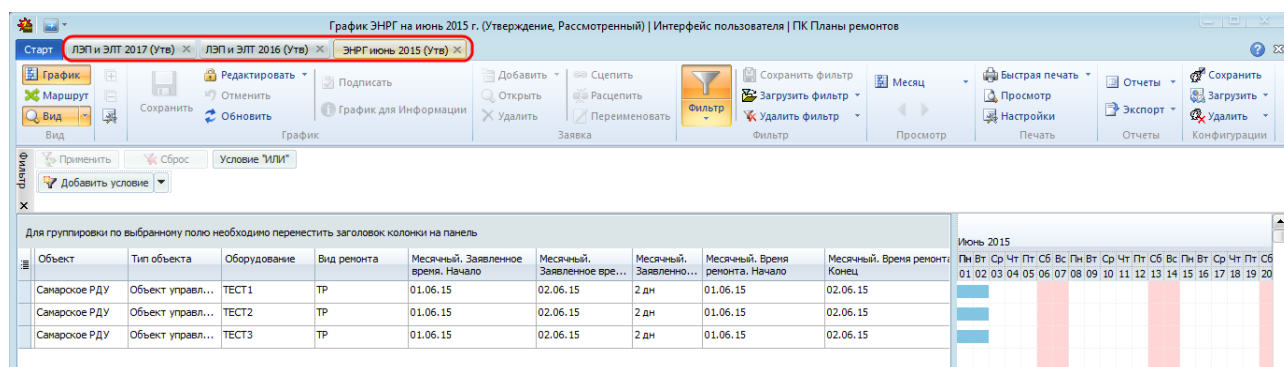 График ЭНРГ на июнь 2015 г. (Утверждение, Рассмотренный) | Интерфейс пользователя | ПК Планы ремонтов
Старт ЛЭП и ЭЛТ 2017 (Утв) ЛЭП и ЭЛТ 2016 (Утв) ЭНРГ июнь 2015 (Утв)
График Редактировать Подписать Добавить Сцепить Сохранить фильтр Месяц Быстрая печать Отчеты Сохранить
Маршрут Сохранить Отменить График для Информации Открыть Расцепить Фильтр Загрузить фильтр Просмотр Экспорт Загрузить
Вид Обновить Удалить Переименовать Удалить фильтр Настройки Удалить
Вид График Заявка Фильтр Просмотр Печать Отчеты Конфигурации
Фильтр
Применить Сброс Условие "ИЛИ"
Добавить условие
Для группировки по выбранному полю необходимо переместить заголовок колонки на панель
Июнь 2015
Объект Тип объекта Оборудование Вид ремонта Месячный. Заявленное время. Начало Месячный. Заявленное вре... Месячный. Заявленно... Месячный. Время ремонта. Начало Месячный. Время ремонта Конец
Пн Вт Ср Чт Пт Сб Вс Пн Вт Ср Чт Пт Сб Вс Пн Вт Ср Чт Пт Сб
01 02 03 04 05 06 07 08 09 10 11 12 13 14 15 16 17 18 19 20
Самарское РДУ Объект управл... ТЕСТ1 ТР 01.06.15 02.06.15 2 дн 01.06.15 02.06.15
Самарское РДУ Объект управл... ТЕСТ2 ТР 01.06.15 02.06.15 2 дн 01.06.15 02.06.15
Самарское РДУ Объект управл... ТЕСТ3 ТР 01.06.15 02.06.15 2 дн 01.06.15 02.06.15